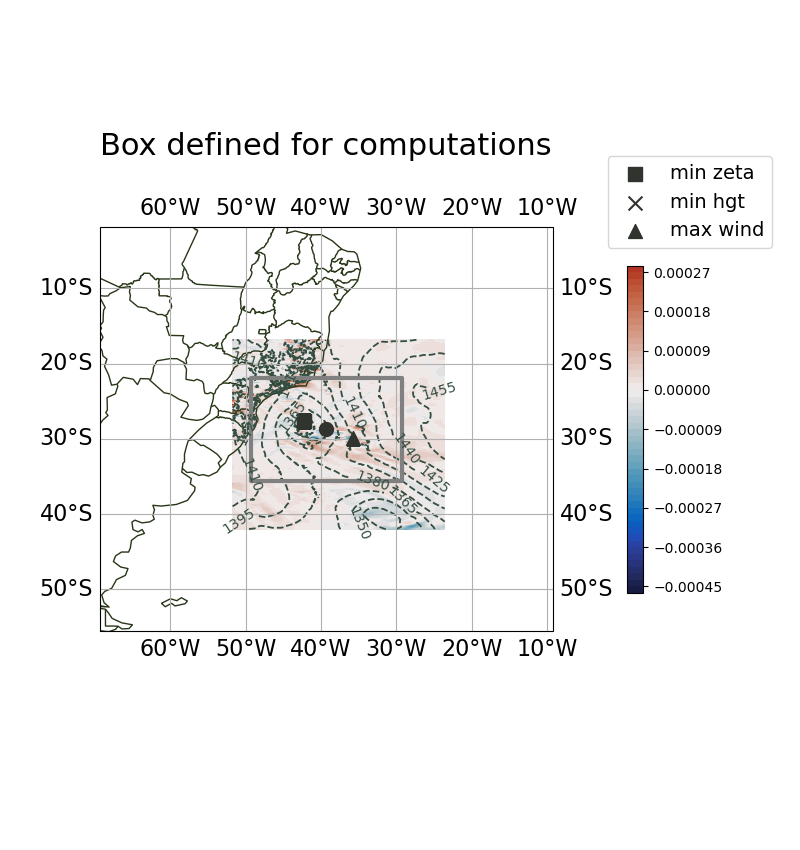 Box defined for computations
min zeta
min hgt
max wind
60°W 50°W 40°W 30°W 20°W 10°W
10°S 10°S
20°S 20°S
30°S 30°S
40°S 40°S
50°S 50°S
60°W 50°W 40°W 30°W 20°W 10°W
1455
1410
1440
1425
1410
1380
1365
1395
1350
0.00027
0.00018
0.00009
0.00000
−0.00009
−0.00018
−0.00027
−0.00036
−0.00045